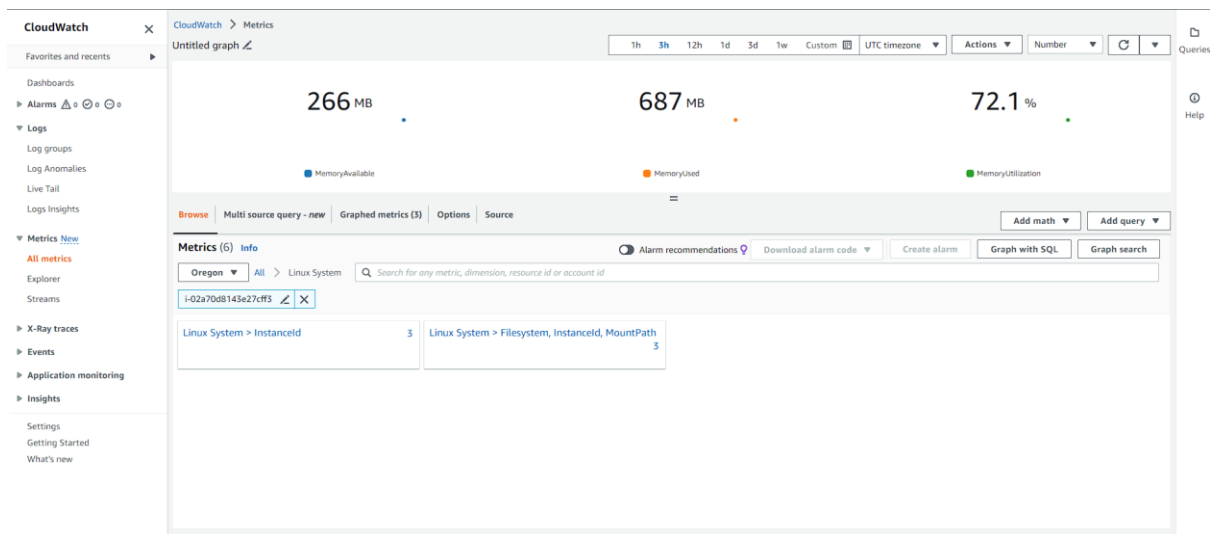 CloudWatch
Favorites and recents
Dashboards
Alarms 0 0 0
Logs
Log groups
Log Anomalies
Live Tail
Logs Insights
Metrics New
All metrics
Explorer
Streams
X-Ray traces
Events
Application monitoring
Insights
Settings
Getting Started
What's new
CloudWatch > Metrics
Untitled graph
1h 3h 12h 1d 3d 1w Custom UTC timezone Actions Number
266 MB 687 MB 72.1 %
MemoryAvailable MemoryUsed MemoryUtilization
Browse Multi source query - new Graphed metrics (3) Options Source Add math Add query
Metrics (6) Info Alarm recommendations Download alarm code Create alarm Graph with SQL Graph search
Oregon All > Linux System Search for any metric, dimension, resource id or account id
i-02a70d8143e27cff3
Linux System > InstanceId 3
Linux System > Filesystem, InstanceId, MountPath
3
Queries
Help